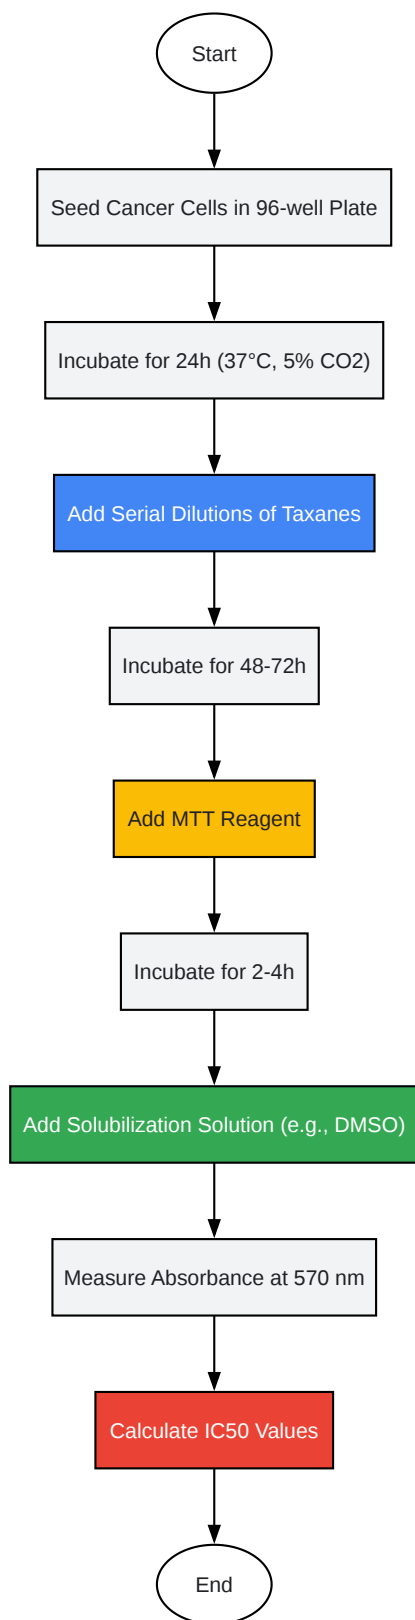 Start
Seed Cancer Cells in 96-well Plate
Incubate for 24h (37°C, 5% CO2)
Add Serial Dilutions of Taxanes
Incubate for 48-72h
Add MTT Reagent
Incubate for 2-4h
Add Solubilization Solution (e.g., DMSO)
Measure Absorbance at 570 nm
Calculate IC50 Values
End